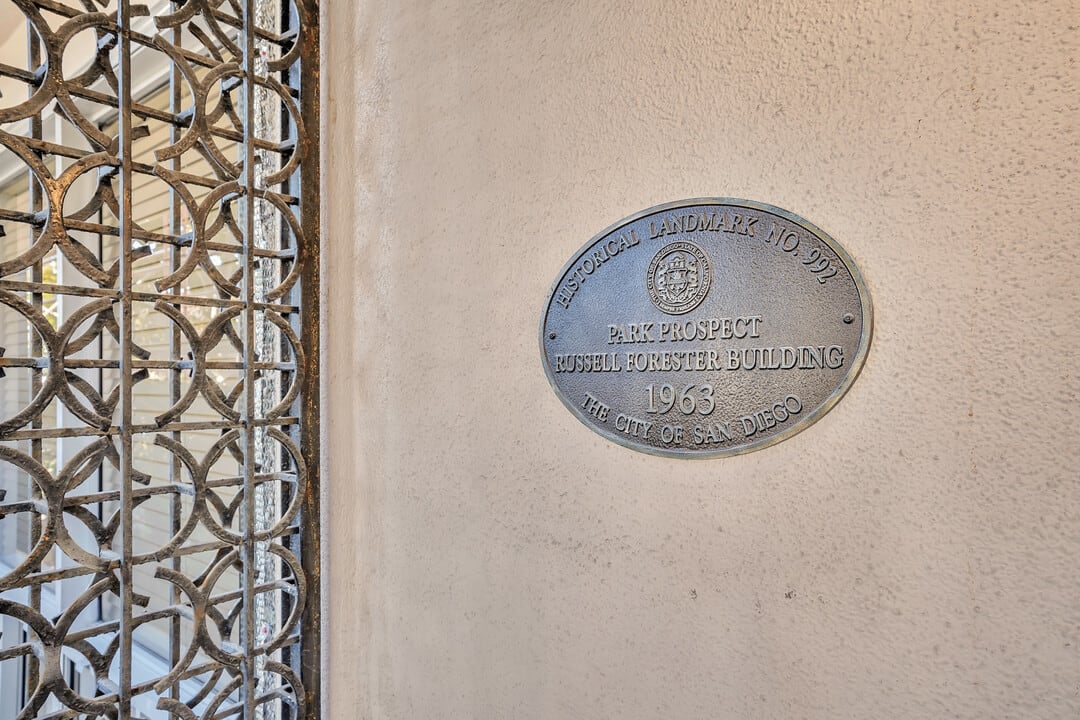 HISTORICAL LANDMARK NO. 992
PARK PROSPECT
RUSSELL FORESTER BUILDING
1963
THE CITY OF SAN DIEGO